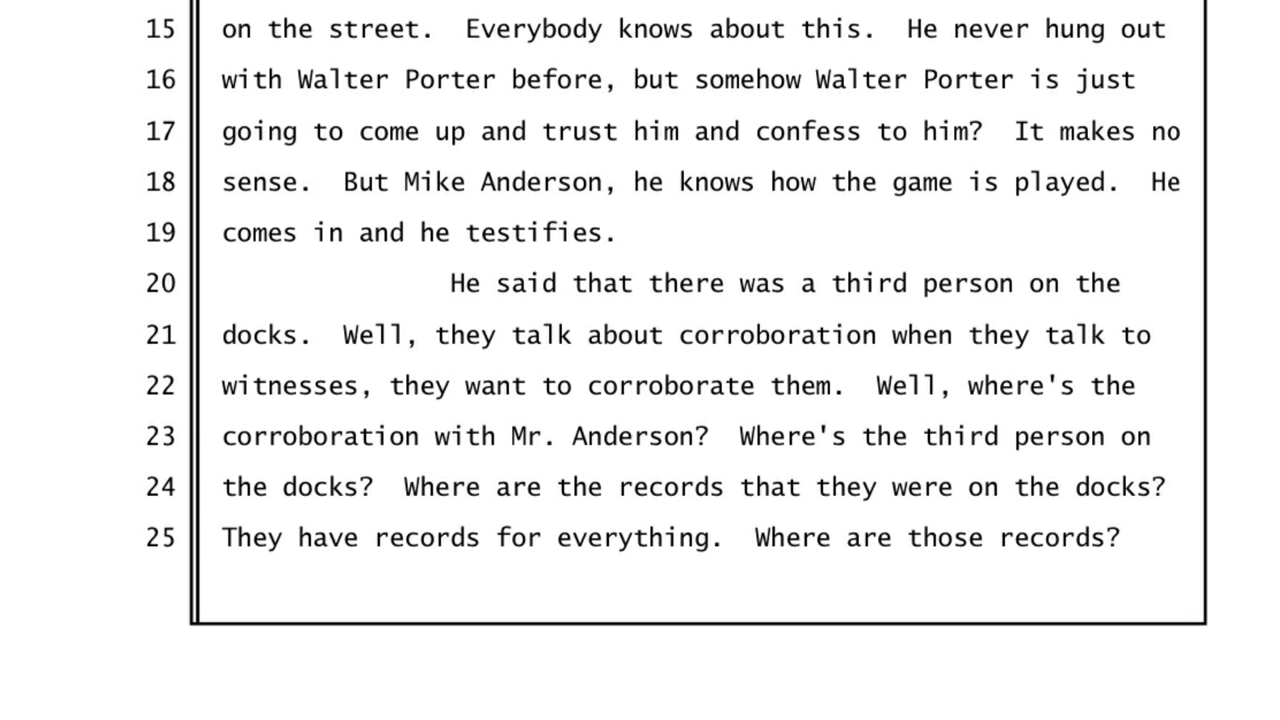 15 on the street.  Everybody knows about this.  He never hung out
16 with Walter Porter before, but somehow Walter Porter is just
17 going to come up and trust him and confess to him?  It makes no
18 sense.  But Mike Anderson, he knows how the game is played.  He
19 comes in and he testifies.
20 He said that there was a third person on the
21 docks.  Well, they talk about corroboration when they talk to
22 witnesses, they want to corroborate them.  Well, where's the
23 corroboration with Mr. Anderson?  Where's the third person on
24 the docks?  Where are the records that they were on the docks?
25 They have records for everything.  Where are those records?